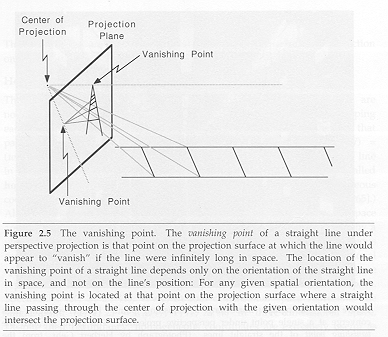 Center of
Projection
Projection
Plane
Vanishing Point
Vanishing Point
Figure 2.5 The vanishing point. The vanishing point of a straight line under
perspective projection is that point on the projection surface at which the line would
appear to “vanish” if the line were infinitely long in space. The location of the
vanishing point of a straight line depends only on the orientation of the straight line
in space, and not on the line's position: For any given spatial orientation, the
vanishing point is located at that point on the projection surface where a straight
line passing through the center of projection with the given orientation would
intersect the projection surface.